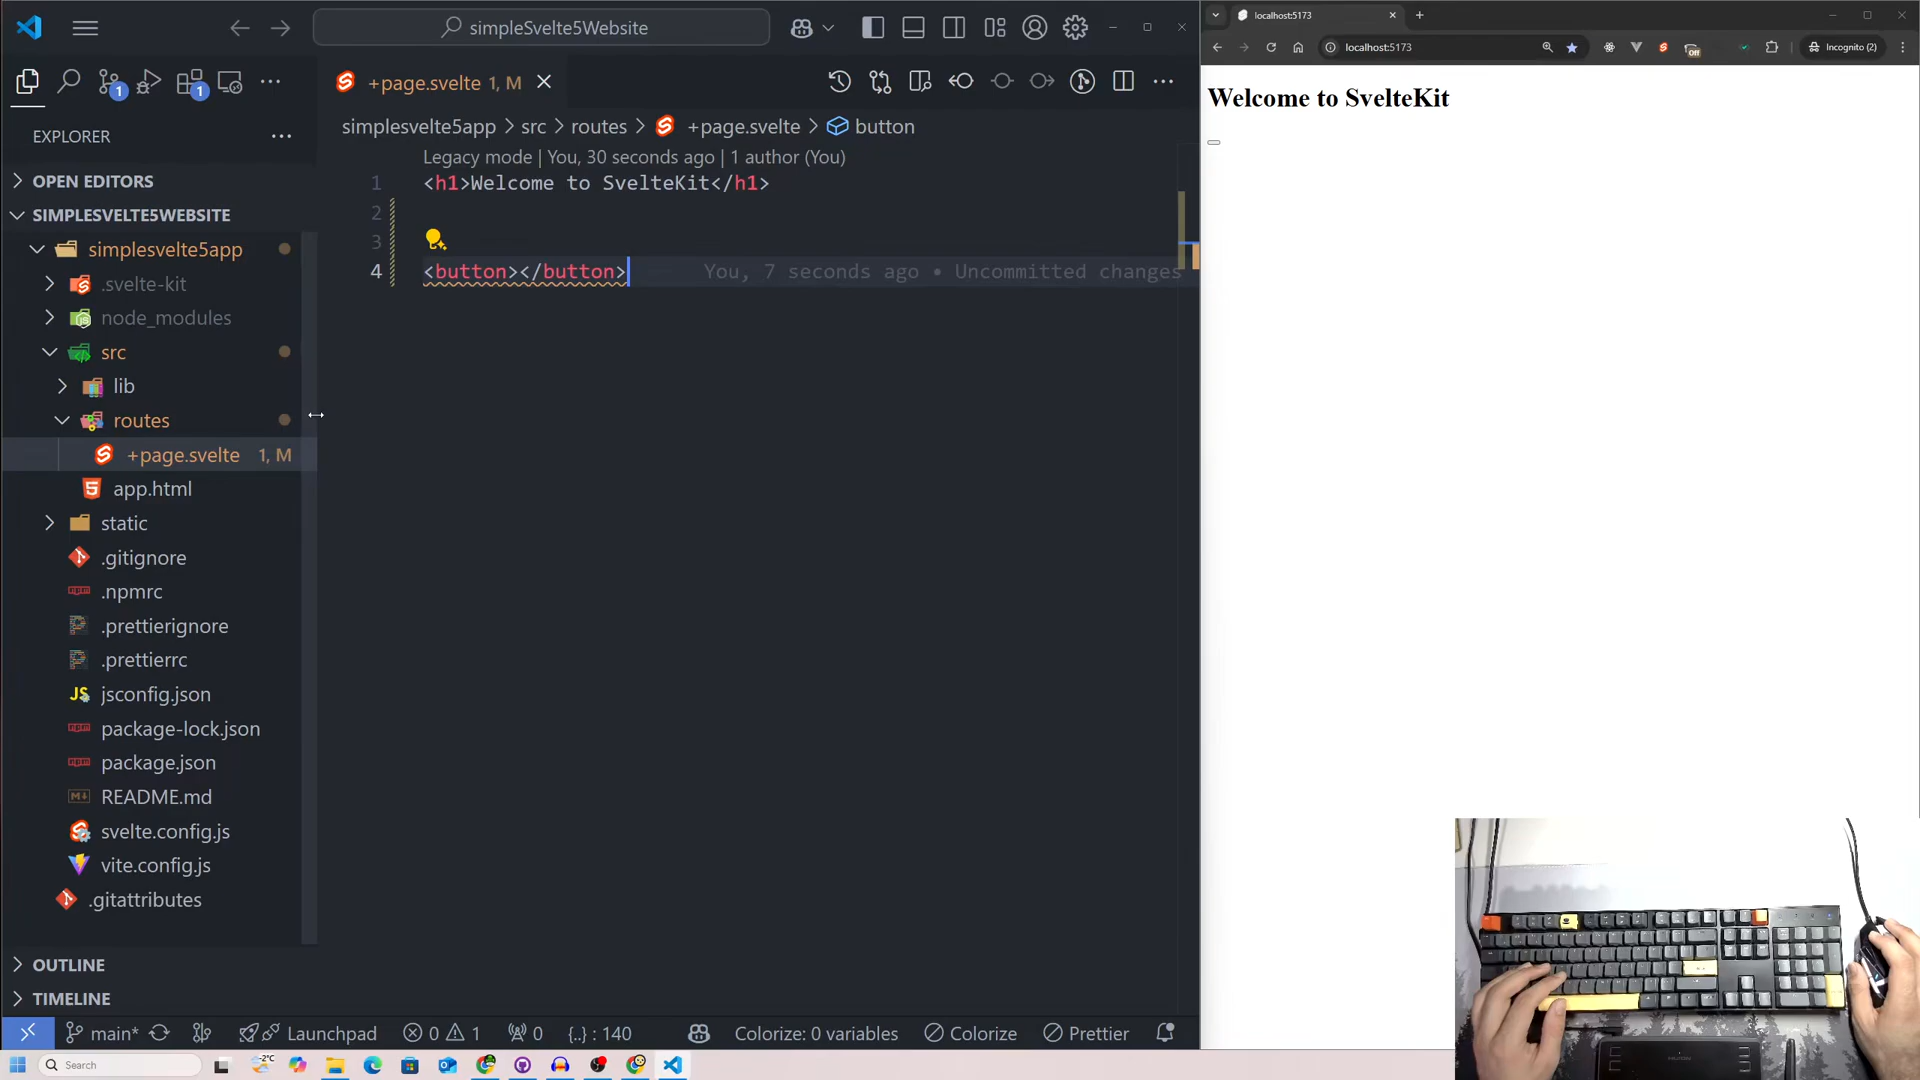 simpleSvelte5Website
localhost:5173
localhost:5173
Off
Incognito (2)
1
1
+page.svelte 1, M
EXPLORER
simplesvelte5app
src
routes
+page.svelte
button
Legacy mode | You, 30 seconds ago | 1 author (You)
OPEN EDITORS
SIMPLESVELTE5WEBSITE
simplesvelte5app
.svelte-kit
node_modules
src
lib
routes
+page.svelte 1, M
app.html
static
.gitignore
.npmrc
.prettierignore
.prettierrc
jsconfig.json
package-lock.json
package.json
README.md
svelte.config.js
vite.config.js
.gitattributes
OUTLINE
TIMELINE
1 <h1>Welcome to SvelteKit</h1>
2
3
4 <button></button> You, 7 seconds ago • Uncommitted changes
Welcome to SvelteKit
main* Launchpad 0 1 0 {..} : 140 Colorize: 0 variables Colorize Prettier
Search
-2°C